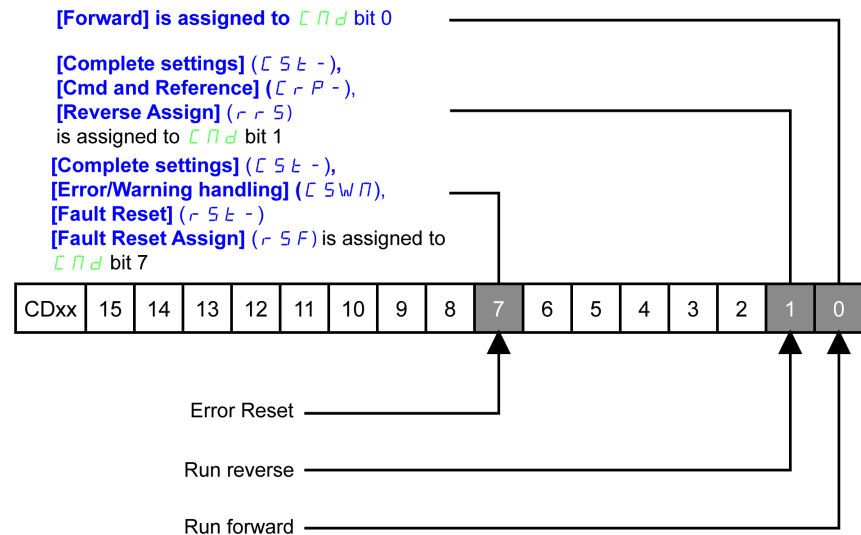 [Forward] is assigned to CMd bit 0
[Complete settings] (CSt-),
[Cmd and Reference] (CrP-),
[Reverse Assign] (rrS)
is assigned to CMd bit 1
[Complete settings] (CSt-),
[Error/Warning handling] (CSWM),
[Fault Reset] (rSt-)
[Fault Reset Assign] (rSF) is assigned to
CMd bit 7
CDxx 15 14 13 12 11 10 9 8 7 6 5 4 3 2 1 0
Error Reset
Run reverse
Run forward